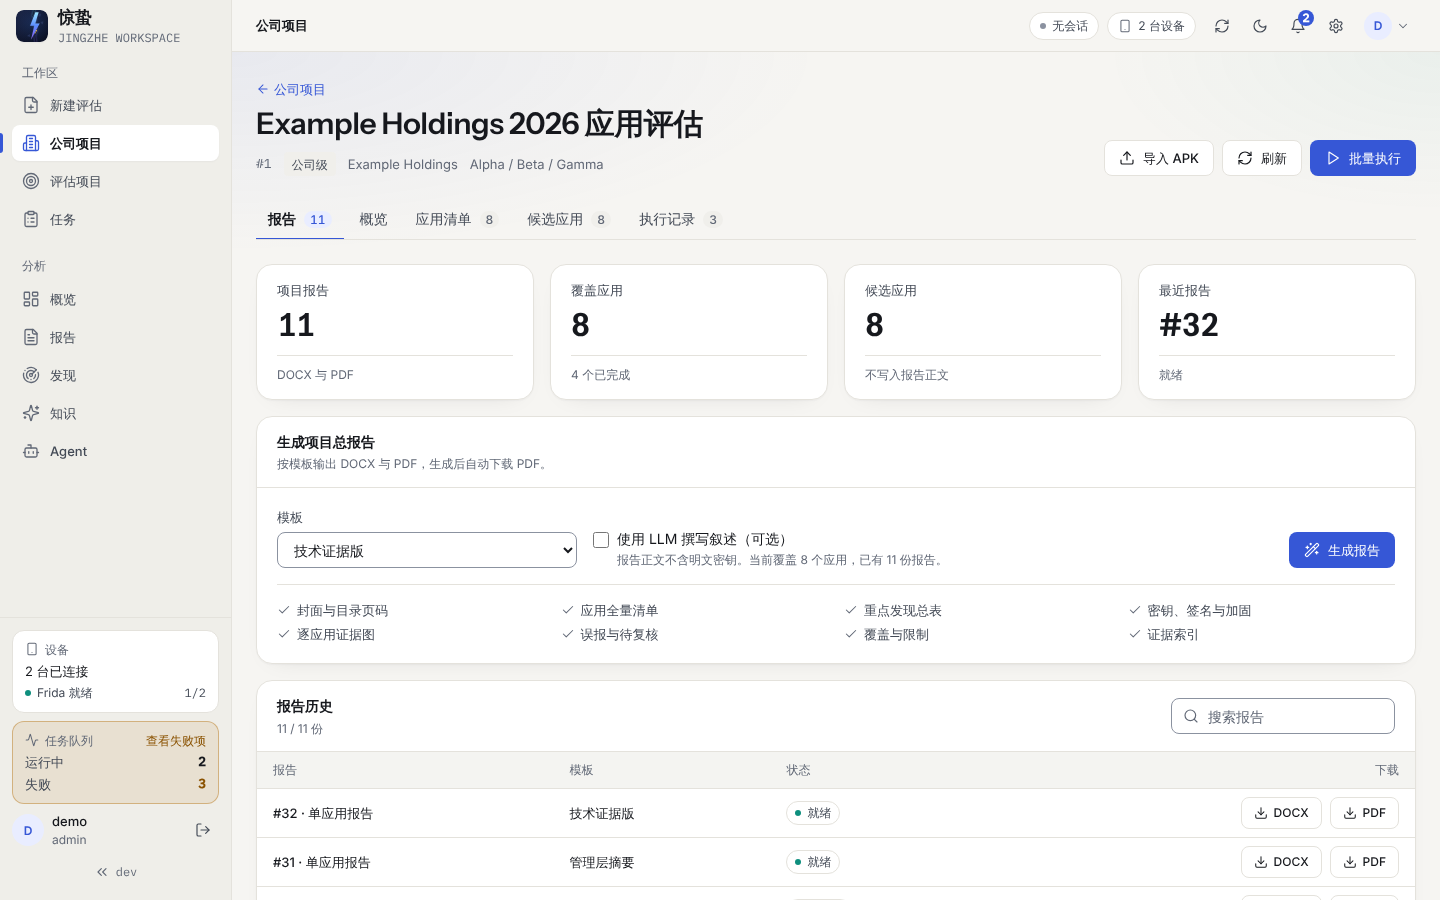 惊蛰
JINGZHE WORKSPACE
工作区
新建评估
公司项目
评估项目
任务
分析
概览
报告
发现
知识
Agent
设备
2 台已连接
Frida 就绪 1/2
任务队列 查看失败项
运行中 2
失败 3
D demo
admin
dev
公司项目
无会话 2 台设备 2 D
公司项目
Example Holdings 2026 应用评估
#1 公司级 Example Holdings Alpha / Beta / Gamma
导入 APK 刷新 批量执行
报告 11 概览 应用清单 8 候选应用 8 执行记录 3
项目报告
11
DOCX 与 PDF
覆盖应用
8
4 个已完成
候选应用
8
不写入报告正文
最近报告
#32
就绪
生成项目总报告
按模板输出 DOCX 与 PDF，生成后自动下载 PDF。
模板
技术证据版
使用 LLM 撰写叙述（可选）
报告正文不含明文密钥。当前覆盖 8 个应用，已有 11 份报告。
生成报告
封面与目录页码 应用全量清单 重点发现总表 密钥、签名与加固
逐应用证据图 误报与待复核 覆盖与限制 证据索引
报告历史
11 / 11 份
搜索报告
报告 模板 状态 下载
#32 · 单应用报告 技术证据版 就绪 DOCX PDF
#31 · 单应用报告 管理层摘要 就绪 DOCX PDF